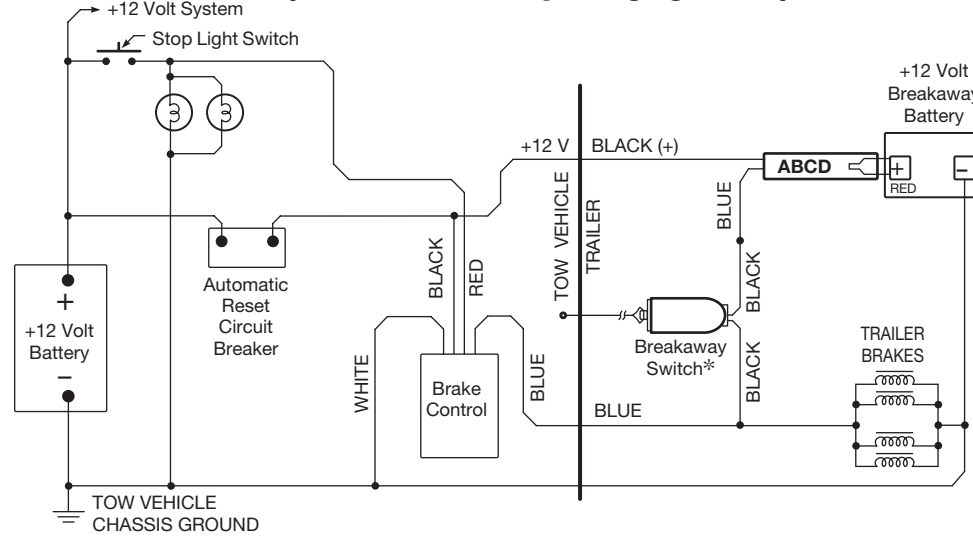 +12 Volt System
Stop Light Switch
+12 Volt
Breakaway
Battery
+12 V
BLACK (+)
ABCD
+
−
RED
BLUE
TOW VEHICLE
TRAILER
BLACK
RED
BLACK
Automatic
Reset
Circuit
Breaker
+
+12 Volt
Battery
−
Breakaway
Switch*
BLACK
TRAILER
BRAKES
WHITE
Brake
Control
BLUE
BLUE
TOW VEHICLE
CHASSIS GROUND